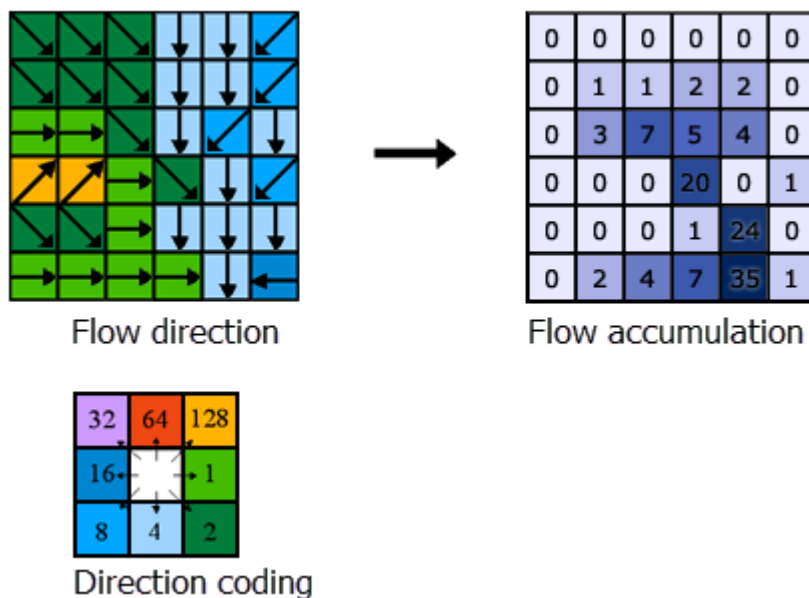 0 0 0 0 0 0
0 1 1 2 2 0
0 3 7 5 4 0
0 0 0 20 0 1
0 0 0 1 24 0
0 2 4 7 35 1
Flow direction
Flow accumulation
32 64 128
16 1
8 4 2
Direction coding